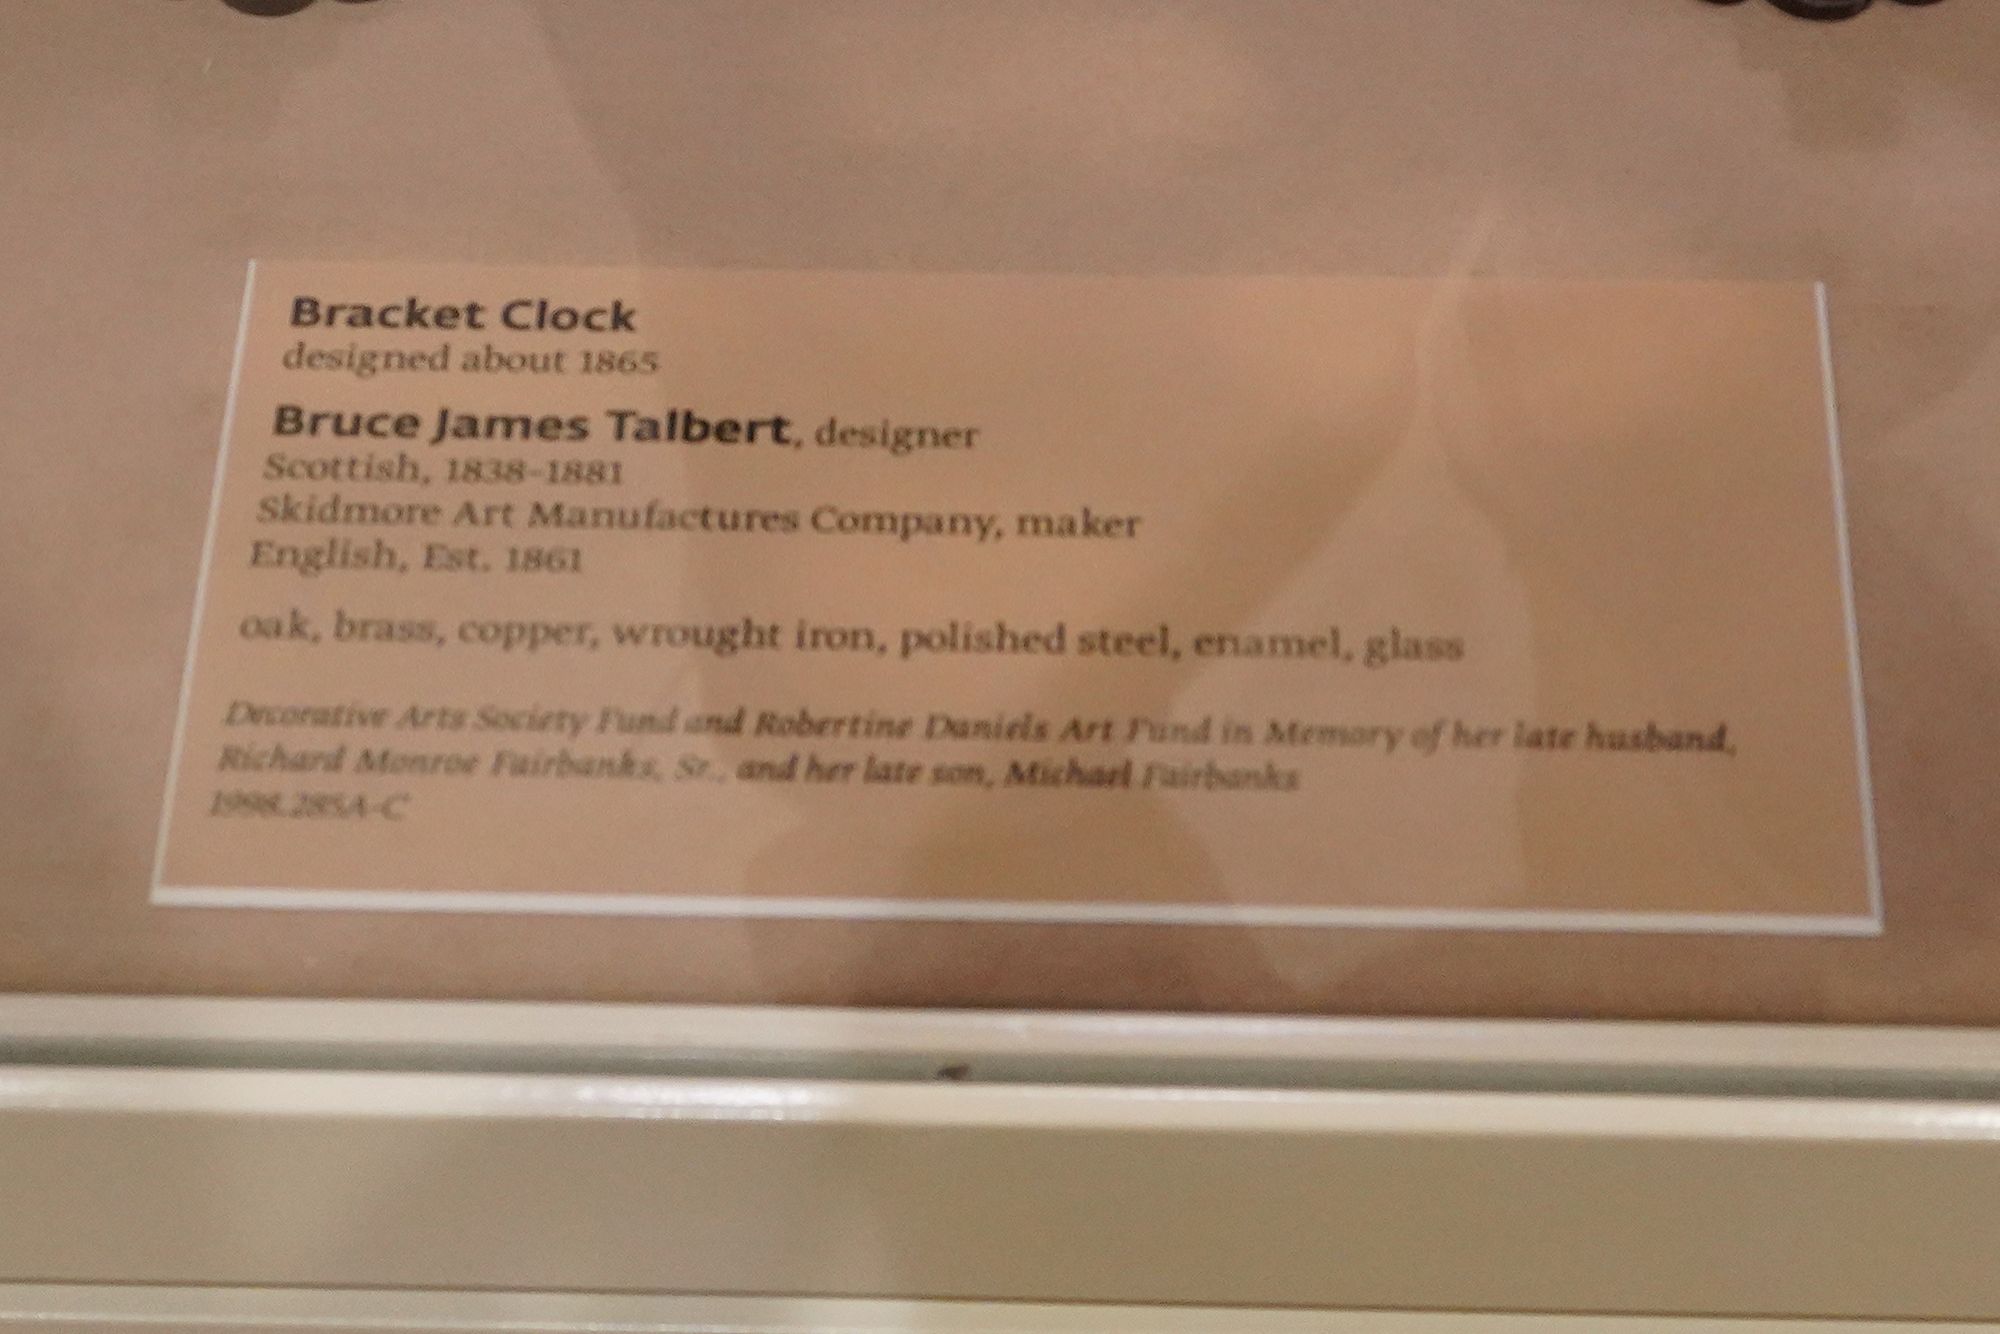 Bracket Clock
designed about 1865
Bruce James Talbert, designer
Scottish, 1838–1881
Skidmore Art Manufactures Company, maker
English, Est. 1861
oak, brass, copper, wrought iron, polished steel, enamel, glass
Decorative Arts Society Fund and Robertine Daniels Art Fund in Memory of her late husband,
Richard Monroe Fairbanks, Sr., and her late son, Michael Fairbanks
1998.285A-C